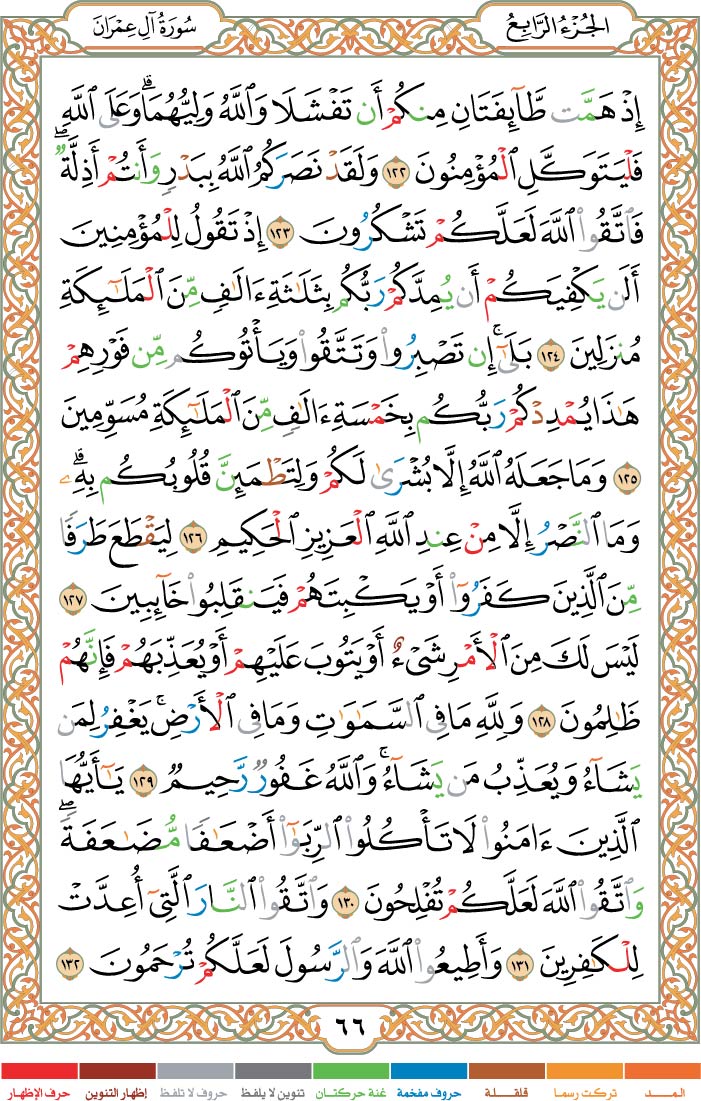 الجُزْءُ الرَّابِعُ
سُورَةُ آلِ عِمْرَانَ
إِذْ هَمَّت طَّآئِفَتَانِ مِنكُمْ أَن تَفْشَلَا وَٱللَّهُ وَلِيُّهُمَا ۗ وَعَلَى ٱللَّهِ
فَلْيَتَوَكَّلِ ٱلْمُؤْمِنُونَ ١٢٢ وَلَقَدْ نَصَرَكُمُ ٱللَّهُ بِبَدْرٍ وَأَنتُمْ أَذِلَّةٌ ۖ
فَٱتَّقُوا۟ ٱللَّهَ لَعَلَّكُمْ تَشْكُرُونَ ١٢٣ إِذْ تَقُولُ لِلْمُؤْمِنِينَ
أَلَن يَكْفِيَكُمْ أَن يُمِدَّكُمْ رَبُّكُم بِثَلَـٰثَةِ ءَالَـٰفٍ مِّنَ ٱلْمَلَـٰٓئِكَةِ
مُنزَلِينَ ١٢٤ بَلَىٰٓ ۚ إِن تَصْبِرُوا۟ وَتَتَّقُوا۟ وَيَأْتُوكُم مِّن فَوْرِهِمْ
هَـٰذَا يُمْدِدْكُمْ رَبُّكُم بِخَمْسَةِ ءَالَـٰفٍ مِّنَ ٱلْمَلَـٰٓئِكَةِ مُسَوِّمِينَ
١٢٥ وَمَا جَعَلَهُ ٱللَّهُ إِلَّا بُشْرَىٰ لَكُمْ وَلِتَطْمَئِنَّ قُلُوبُكُم بِهِۦ ۗ
وَمَا ٱلنَّصْرُ إِلَّا مِنْ عِندِ ٱللَّهِ ٱلْعَزِيزِ ٱلْحَكِيمِ ١٢٦ لِيَقْطَعَ طَرَفًا
مِّنَ ٱلَّذِينَ كَفَرُوٓا۟ أَوْ يَكْبِتَهُمْ فَيَنقَلِبُوا۟ خَآئِبِينَ ١٢٧
لَيْسَ لَكَ مِنَ ٱلْأَمْرِ شَىْءٌ أَوْ يَتُوبَ عَلَيْهِمْ أَوْ يُعَذِّبَهُمْ فَإِنَّهُمْ
ظَـٰلِمُونَ ١٢٨ وَلِلَّهِ مَا فِى ٱلسَّمَـٰوَٰتِ وَمَا فِى ٱلْأَرْضِ ۚ يَغْفِرُ لِمَن
يَشَآءُ وَيُعَذِّبُ مَن يَشَآءُ ۚ وَٱللَّهُ غَفُورٌ رَّحِيمٌ ١٢٩ يَـٰٓأَيُّهَا
ٱلَّذِينَ ءَامَنُوا۟ لَا تَأْكُلُوا۟ ٱلرِّبَوٰٓا۟ أَضْعَـٰفًا مُّضَـٰعَفَةً ۖ
وَٱتَّقُوا۟ ٱللَّهَ لَعَلَّكُمْ تُفْلِحُونَ ١٣٠ وَٱتَّقُوا۟ ٱلنَّارَ ٱلَّتِىٓ أُعِدَّتْ
لِلْكَـٰفِرِينَ ١٣١ وَأَطِيعُوا۟ ٱللَّهَ وَٱلرَّسُولَ لَعَلَّكُمْ تُرْحَمُونَ ١٣٢
٦٦
المـــد تركت رسما قلقـلة حروف مفخمة غنة حركتـان تنوين لا يلفظ حروف لا تلفظ إظهار التنوين حرف الإظهار